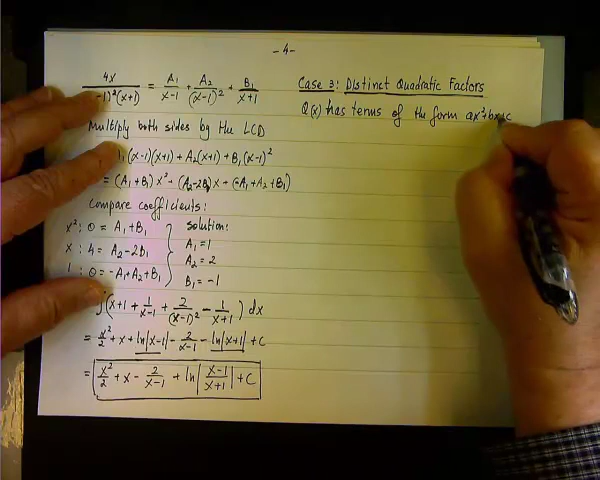 -4-
4x / -1)²(x+1) = A₁/x-1 + A₂/(x-1)² + B₁/x+1
Multiply both sides by the LCD
₁(x-1)(x+1) + A₂(x+1) + B₁(x-1)²
= (A₁+B₁)x² + (A₂-2B₁)x + (-A₁+A₂+B₁)
Compare coefficients:
x²: 0 = A₁+B₁
x: 4 = A₂-2B₁
1: 0 = -A₁+A₂+B₁
solution:
A₁=1
A₂=2
B₁=-1
∫(x+1 + 1/x-1 + 2/(x-1)² - 1/x+1) dx
= x²/2 + x + ln|x-1| - 2/x-1 - ln|x+1| + C
= x²/2 + x - 2/x-1 + ln|x-1/x+1| + C
Case 3: Distinct Quadratic Factors
Q(x) has terms of the form ax²+bx+c